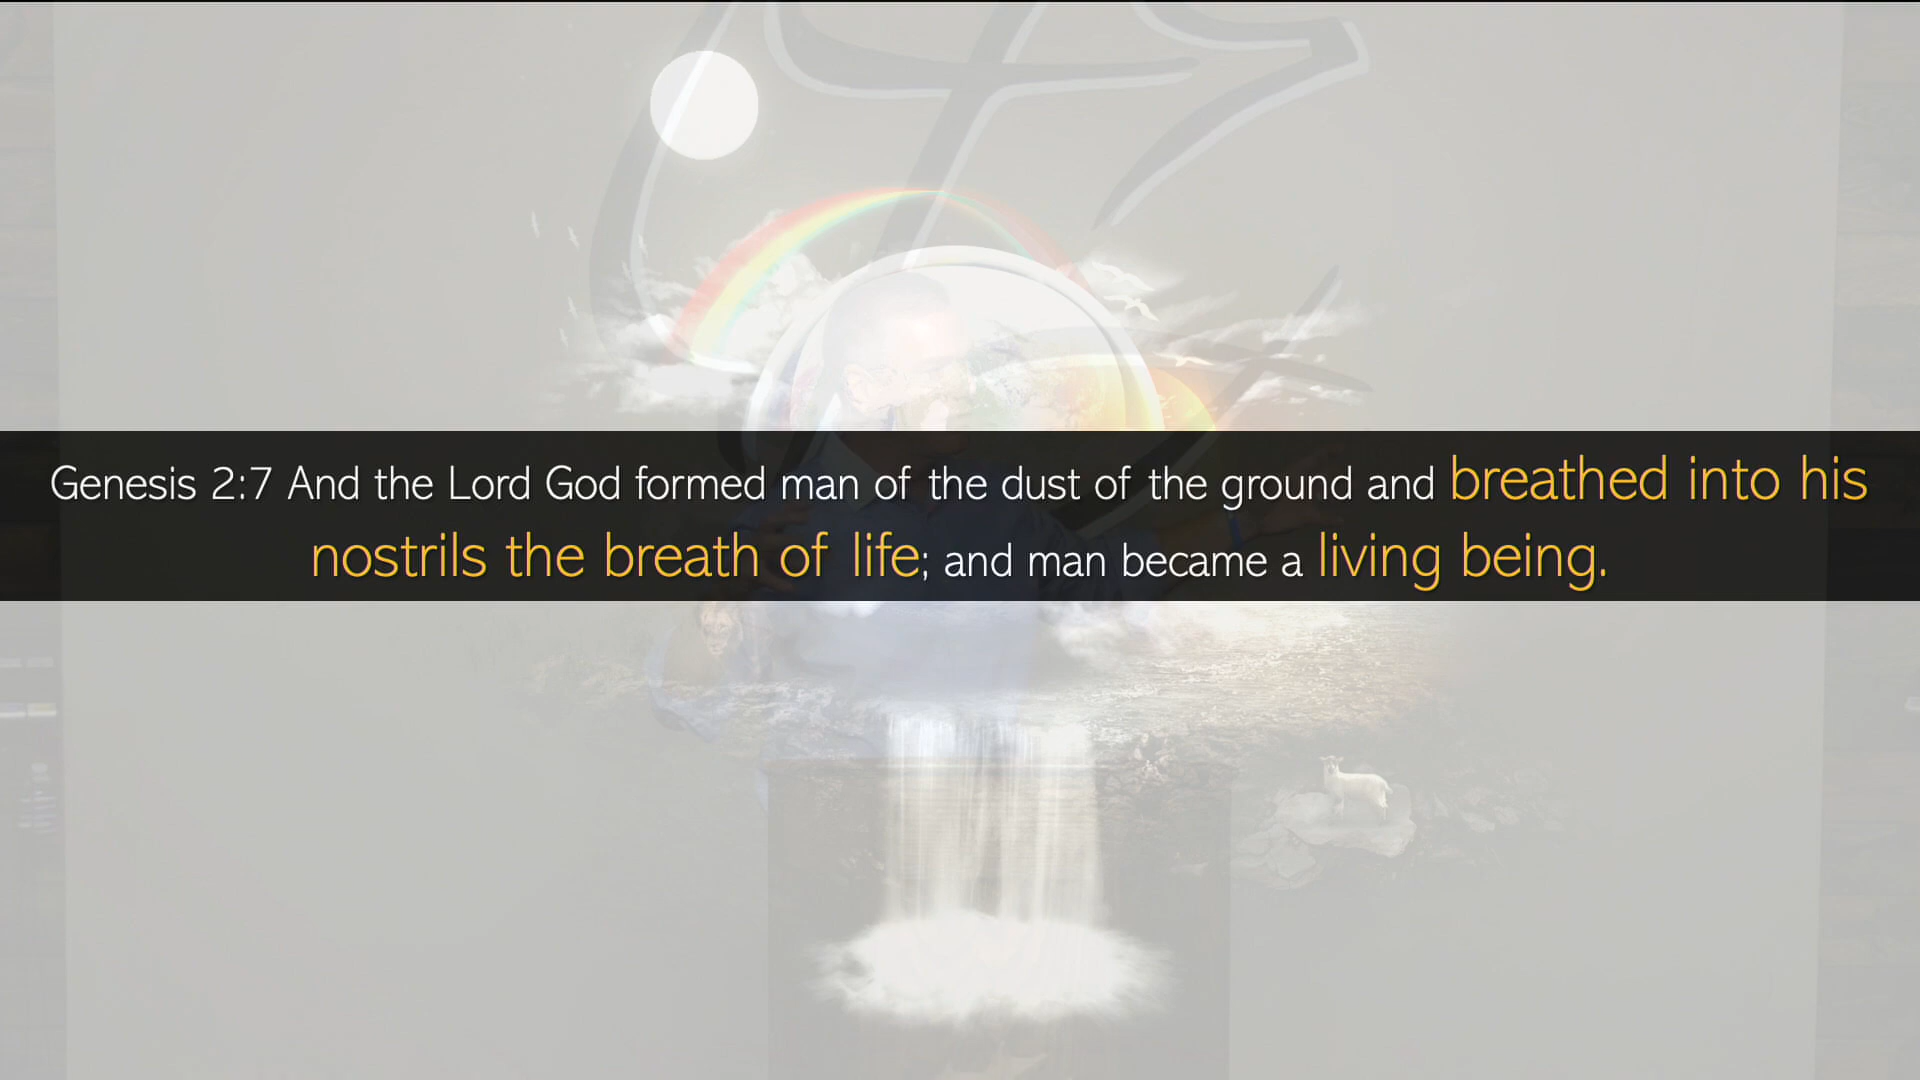 Genesis 2:7 And the Lord God formed man of the dust of the ground and breathed into his
nostrils the breath of life; and man became a living being.